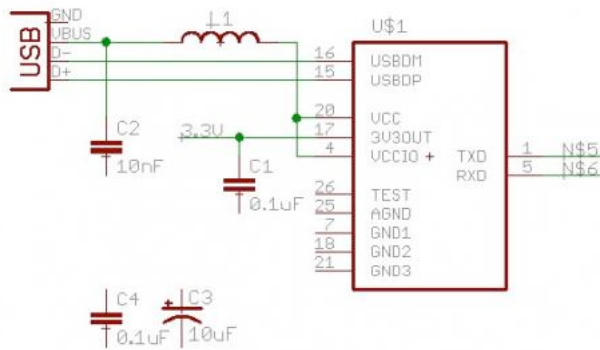 USB
GND
VBUS
D-
D+
L1
C2
10nF
3.3V
C1
0.1uF
C4
0.1uF
C3
10uF
U$1
16 USBDM
15 USBDP
20 VCC
17 3V3OUT
4 VCCIO
26 TEST
25 AGND
7 GND1
18 GND2
21 GND3
TXD 1 N$5
RXD 5 N$6